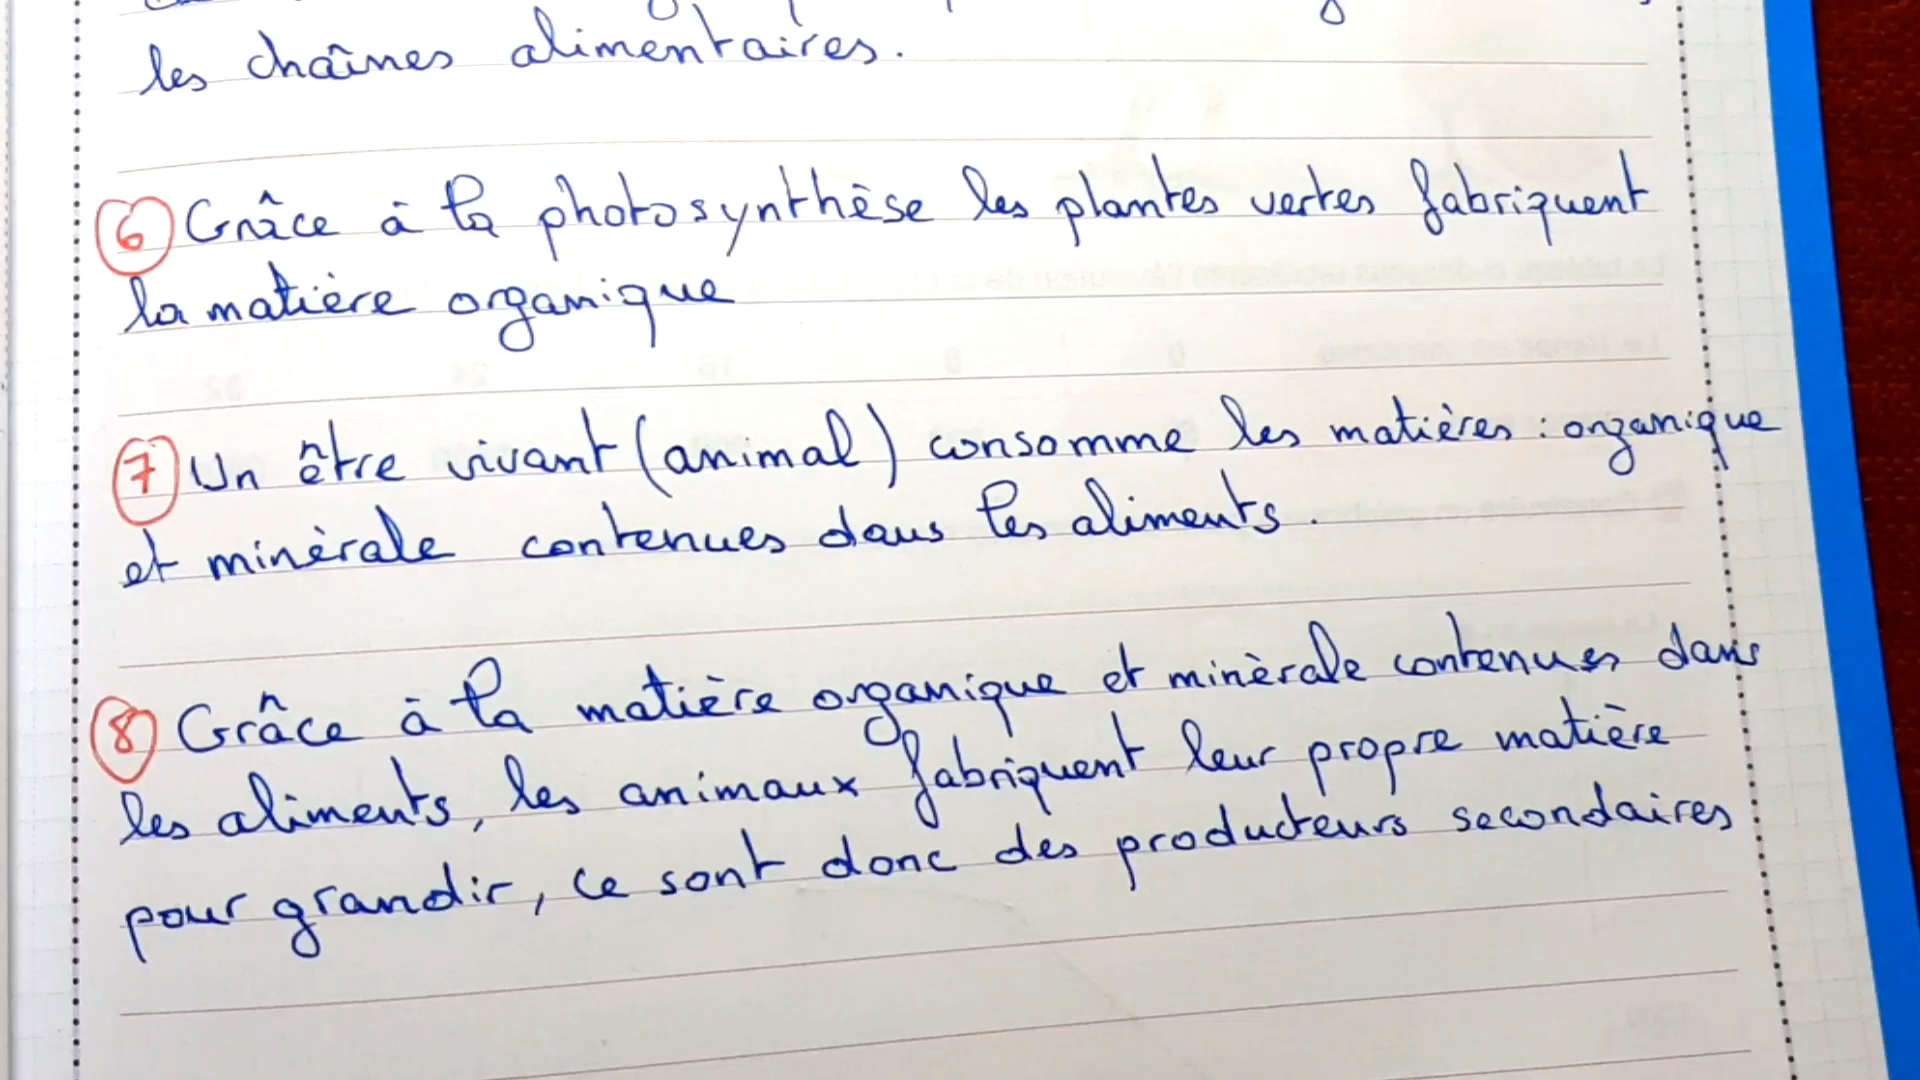 les chaînes alimentaires.
6 Grâce à la photosynthèse les plantes vertes fabriquent
la matière organique
7 Un être vivant (animal) consomme les matières : organique
et minèrale contenues dans les aliments.
8 Grâce à la matière organique et minèrale contenues dans
les aliments, les animaux fabriquent leur propre matière
pour grandir, ce sont donc des producteurs secondaires